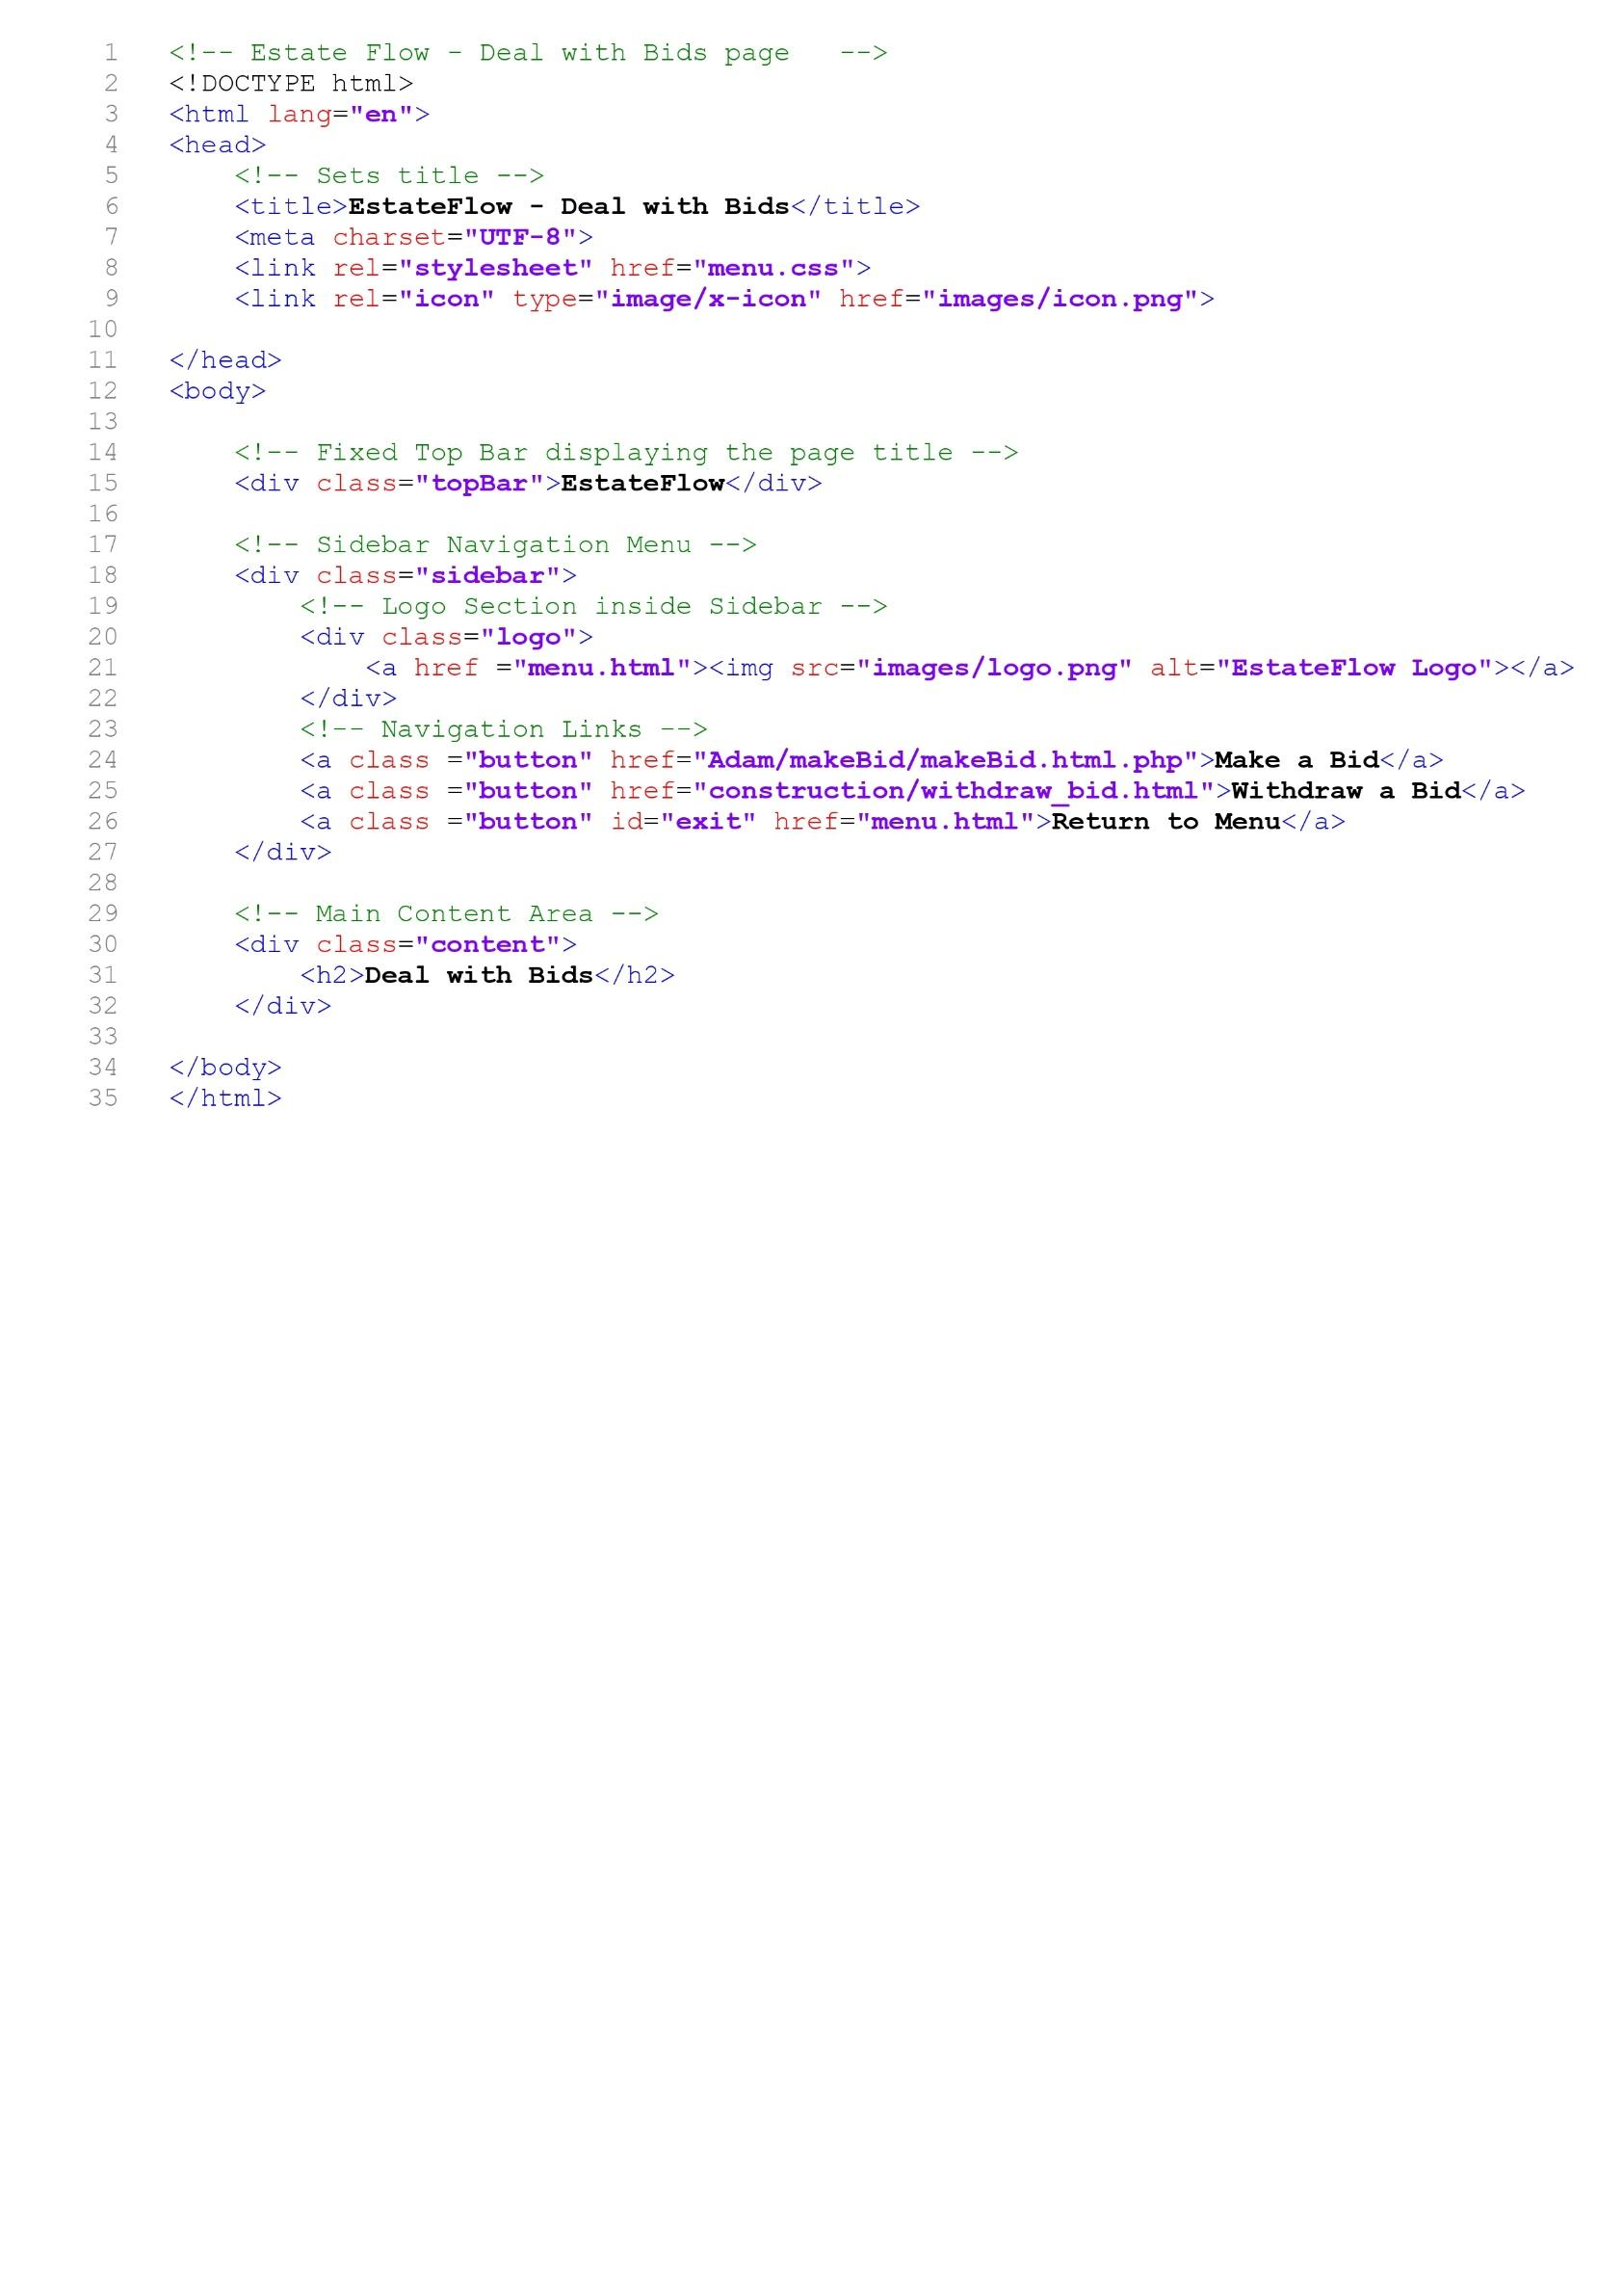 1 <!-- Estate Flow - Deal with Bids page   -->
2 <!DOCTYPE html>
3 <html lang="en">
4 <head>
5     <!-- Sets title -->
6     <title>EstateFlow - Deal with Bids</title>
7     <meta charset="UTF-8">
8     <link rel="stylesheet" href="menu.css">
9     <link rel="icon" type="image/x-icon" href="images/icon.png">
10
11 </head>
12 <body>
13
14     <!-- Fixed Top Bar displaying the page title -->
15     <div class="topBar">EstateFlow</div>
16
17     <!-- Sidebar Navigation Menu -->
18     <div class="sidebar">
19         <!-- Logo Section inside Sidebar -->
20         <div class="logo">
21             <a href ="menu.html"><img src="images/logo.png" alt="EstateFlow Logo"></a>
22         </div>
23         <!-- Navigation Links -->
24         <a class ="button" href="Adam/makeBid/makeBid.html.php">Make a Bid</a>
25         <a class ="button" href="construction/withdraw_bid.html">Withdraw a Bid</a>
26         <a class ="button" id="exit" href="menu.html">Return to Menu</a>
27     </div>
28
29     <!-- Main Content Area -->
30     <div class="content">
31         <h2>Deal with Bids</h2>
32     </div>
33
34 </body>
35 </html>